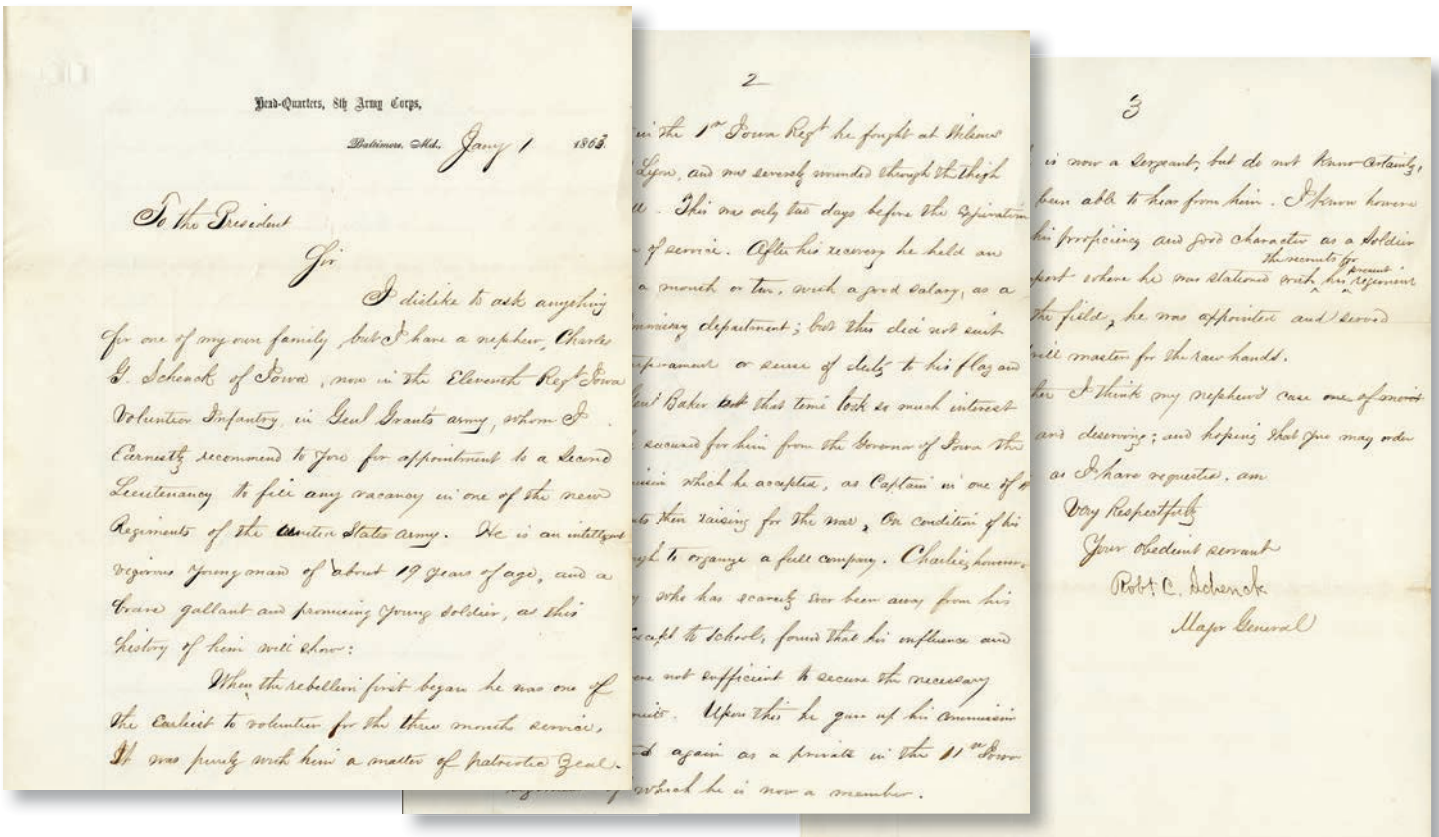 Head-Quarters, 8th Army Corps,
Baltimore, Md., Jany 1 1863.
To the President
Sir
I dislike to ask anything
for one of my own family, but I have a nephew, Charles
G. Schenck of Iowa, now in the Eleventh Regt Iowa
Volunteer Infantry, in Genl Grants army, whom I
Earnestly recommend to you for appointment to a Second
Lieutenancy to fill any vacancy in one of the new
Regiments of the United States army. He is an intelligent
vigorous young man of about 19 years of age, and a
brave gallant and promising young soldier, as this
history of him will show:
When the rebellion first began he was one of
the earliest to volunteer for the three months service.
It was purely with him a matter of patriotic zeal.
2
in the 1st Iowa Regt he fought at Wilsons
Lyon, and was severely wounded through the thigh
This was only two days before the expiration
of service. After his recovery he held an
a month or two, with a good salary, as a
department; but this did not suit
or sense of duty to his flag and
Genl Baker that time took so much interest
secured for him from the Governor of Iowa the
which he accepted, as Captain in one of
then raising for the war, on condition of his
to organize a full company. Charlie, however
who has scarcely ever been away from his
except to school, found that his influence and
not sufficient to secure the necessary
Upon this he gave up his commission
again as a private in the 11th Iowa
which he is now a member.
3
is now a sergeant, but do not know certainly,
been able to hear from him. I know however
his proficiency and good character as a soldier
the recruits for
present
where he was stationed with his regiment
the field, he was appointed and served
drill master for the raw hands.
I think my nephew's case one of
and deserving; and hoping that you may order
as I have requested, am
Very Respectfully
Your obedient servant
Robt. C. Schenck
Major General